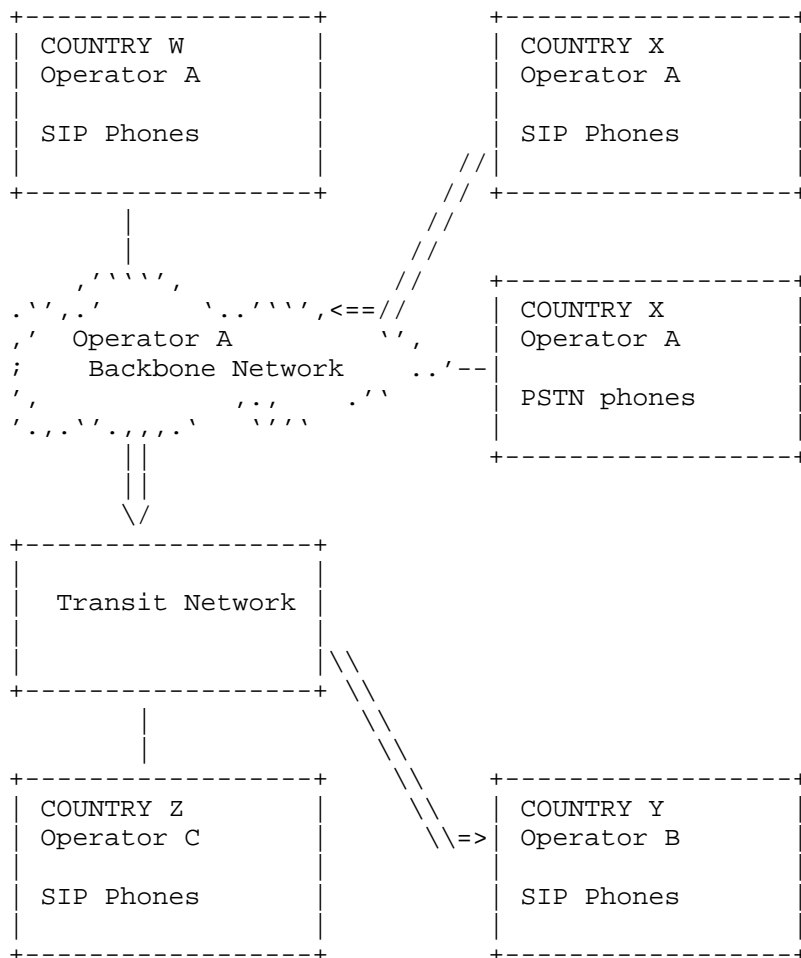 COUNTRY W
Operator A
SIP Phones
COUNTRY X
Operator A
SIP Phones
Operator A
Backbone Network
COUNTRY X
Operator A
PSTN phones
Transit Network
COUNTRY Z
Operator C
SIP Phones
COUNTRY Y
Operator B
SIP Phones